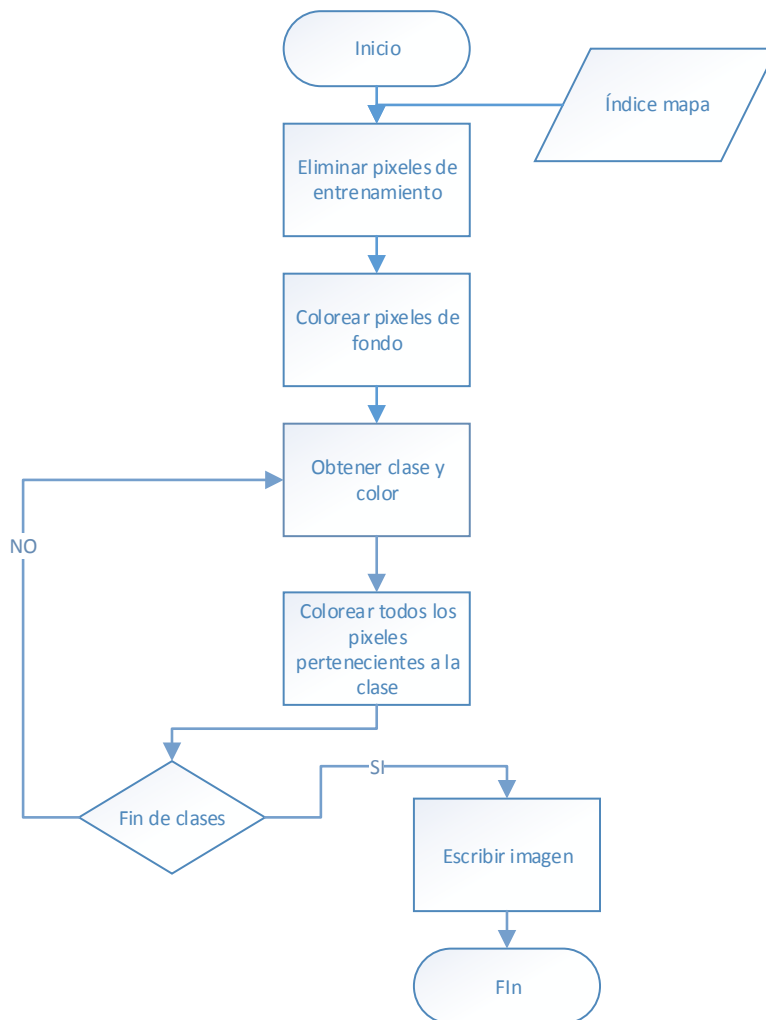 Inicio
Índice mapa
Eliminar pixeles de
entrenamiento
Colorear pixeles de
fondo
Obtener clase y
color
NO
Colorear todos los
pixeles
pertenecientes a la
clase
SI
Fin de clases
Escribir imagen
FIn